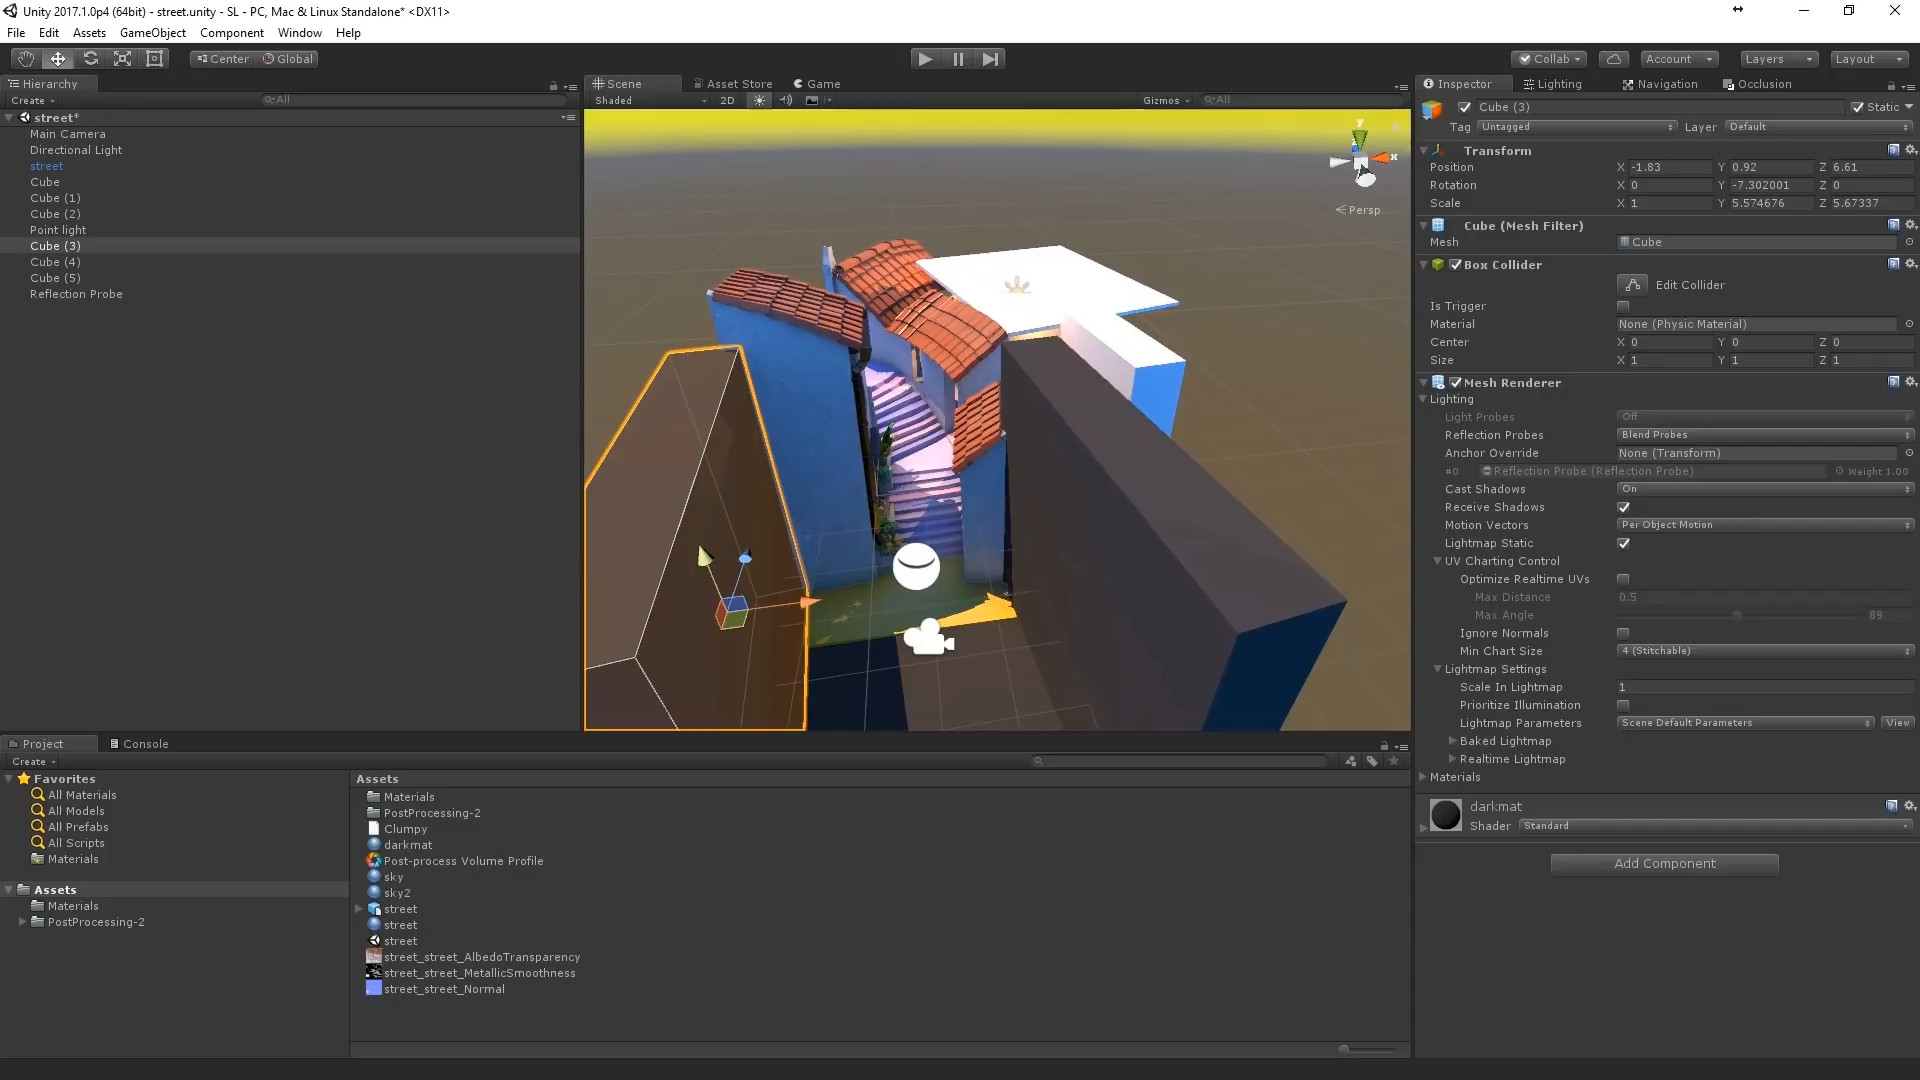 Unity 2017.1.0p4 (64bit) - street.unity - SL - PC, Mac & Linux Standalone* <DX11>
File Edit Assets GameObject Component Window Help
Center Global
Collab Account Layers Layout
Hierarchy
Create All
street*
Main Camera
Directional Light
street
Cube
Cube (1)
Cube (2)
Point light
Cube (3)
Cube (4)
Cube (5)
Reflection Probe
Scene Asset Store Game
Shaded 2D Gizmos All
y
x
Persp
Inspector Lighting Navigation Occlusion
Cube (3) Static
Tag Untagged Layer Default
Transform
Position X -1.83 Y 0.92 Z 6.61
Rotation X 0 Y -7.302001 Z 0
Scale X 1 Y 5.574676 Z 5.67337
Cube (Mesh Filter)
Mesh Cube
Box Collider
Edit Collider
Is Trigger
Material None (Physic Material)
Center X 0 Y 0 Z 0
Size X 1 Y 1 Z 1
Mesh Renderer
Lighting
Light Probes Off
Reflection Probes Blend Probes
Anchor Override None (Transform)
#0 Reflection Probe (Reflection Probe) Weight 1.00
Cast Shadows On
Receive Shadows
Motion Vectors Per Object Motion
Lightmap Static
UV Charting Control
Optimize Realtime UVs
Max Distance 0.5
Max Angle 89
Ignore Normals
Min Chart Size 4 (Stitchable)
Lightmap Settings
Scale In Lightmap 1
Prioritize Illumination
Lightmap Parameters Scene Default Parameters View
Baked Lightmap
Realtime Lightmap
Materials
darkmat
Shader Standard
Add Component
Project Console
Create
Favorites
All Materials
All Models
All Prefabs
All Scripts
Materials
Assets
Materials
PostProcessing-2
Assets
Materials
PostProcessing-2
Clumpy
darkmat
Post-process Volume Profile
sky
sky2
street
street
street
street_street_AlbedoTransparency
street_street_MetallicSmoothness
street_street_Normal